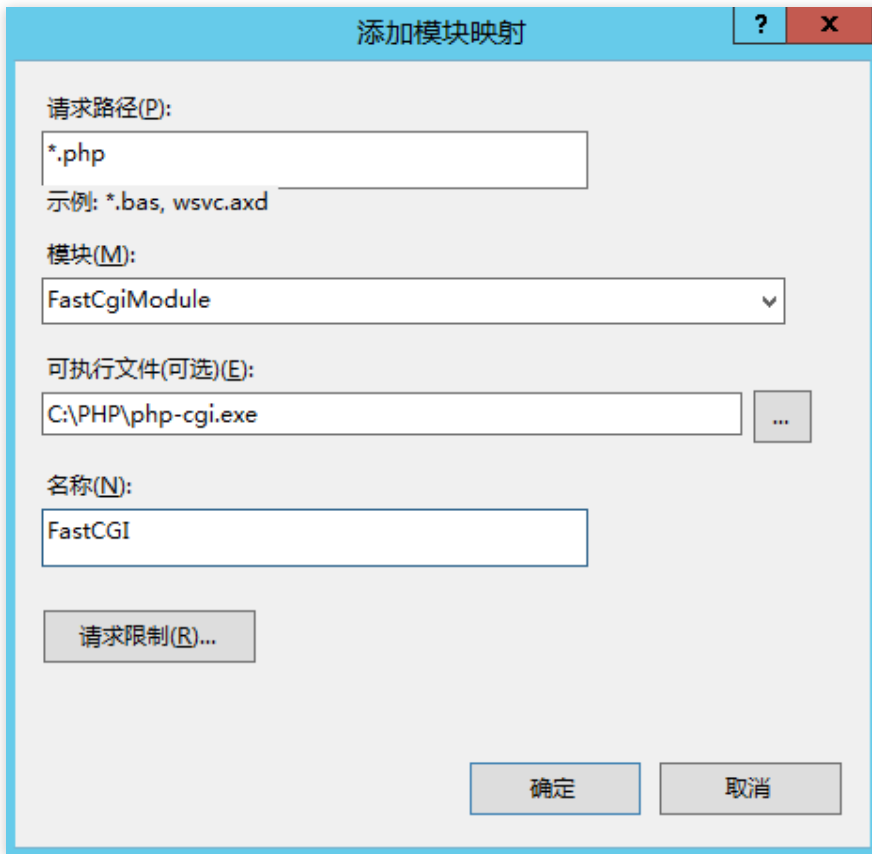 添加模块映射
?
x
请求路径(P):
*.php
示例: *.bas, wsvc.axd
模块(M):
FastCgiModule
可执行文件(可选)(E):
C:\PHP\php-cgi.exe
...
名称(N):
FastCGI
请求限制(R)...
确定
取消